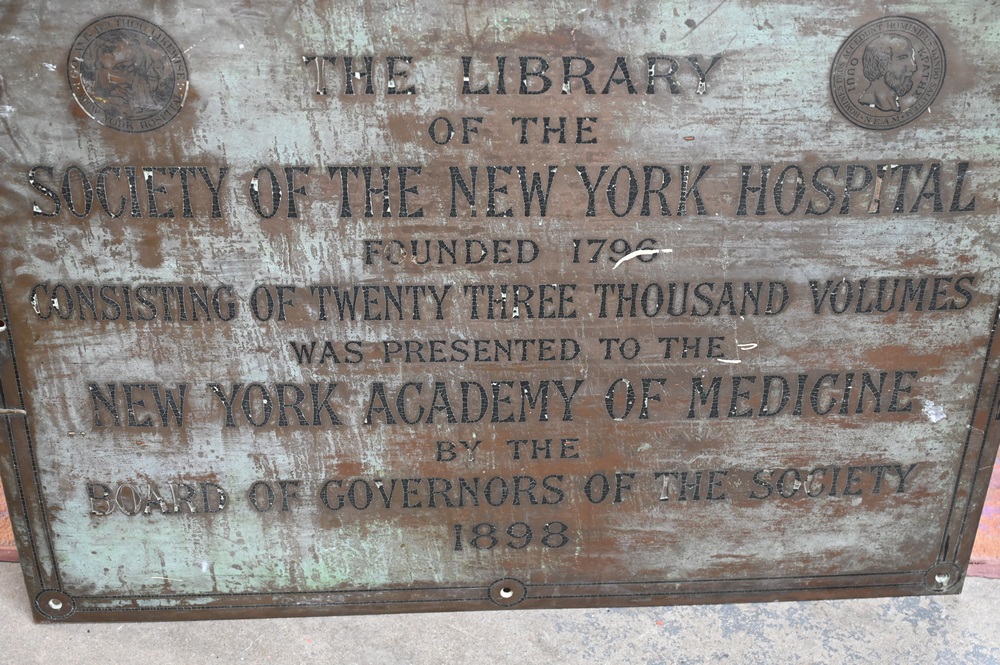 THE LIBRARY
OF THE
SOCIETY OF THE NEW YORK HOSPITAL
FOUNDED 1796
CONSISTING OF TWENTY THREE THOUSAND VOLUMES
WAS PRESENTED TO THE
NEW YORK ACADEMY OF MEDICINE
BY THE
BOARD OF GOVERNORS OF THE SOCIETY
1898